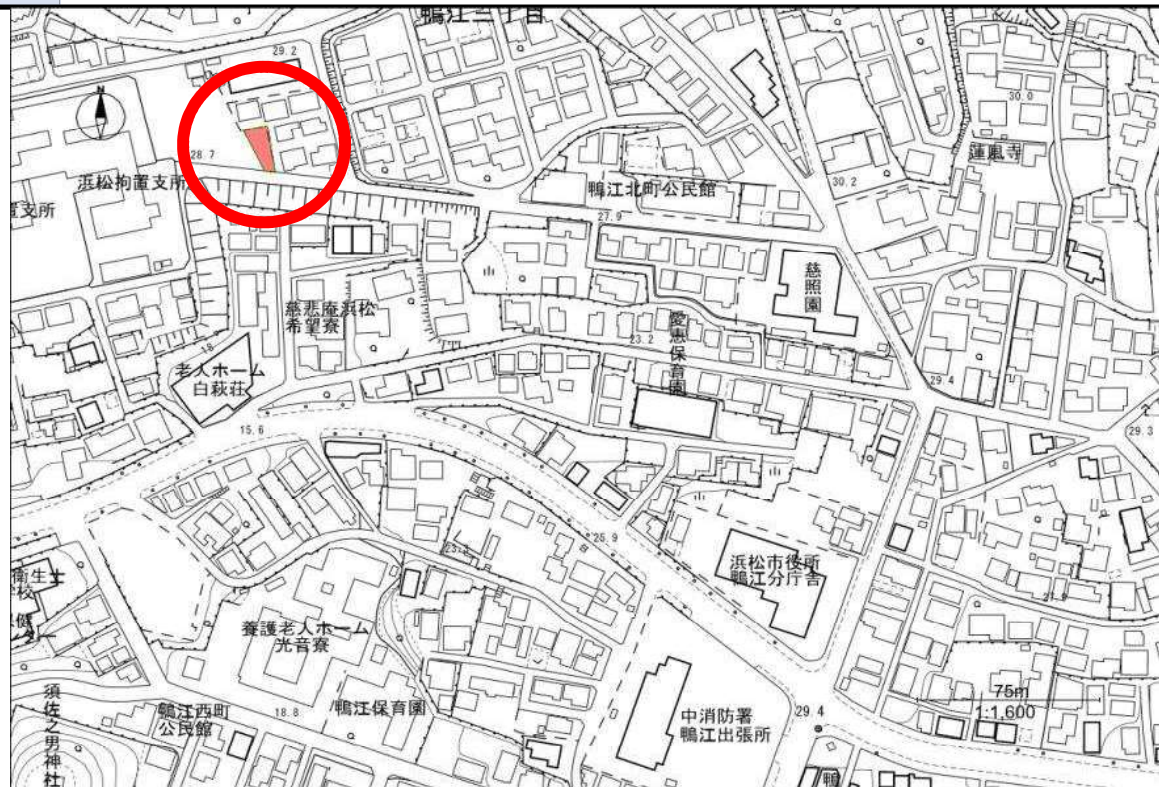 鴨江三丁目
29.2
30.0
N
28.7
蓮風寺
浜松拘置支所
置支所
鴨江北町公民館
30.2
27.9
慈照園
慈悲庵浜松
希望寮
愛恵保育園
23.2
18
老人ホーム
白萩荘
29.4
15.6
29.3
25.9
浜松市役所
鴨江分庁舎
衛生士
養護老人ホーム
光音寮
75m
1:1,600
須佐之男神社
鴨江西町
公民館
18.8
鴨江保育園
中消防署
鴨江出張所
29.4
鴨